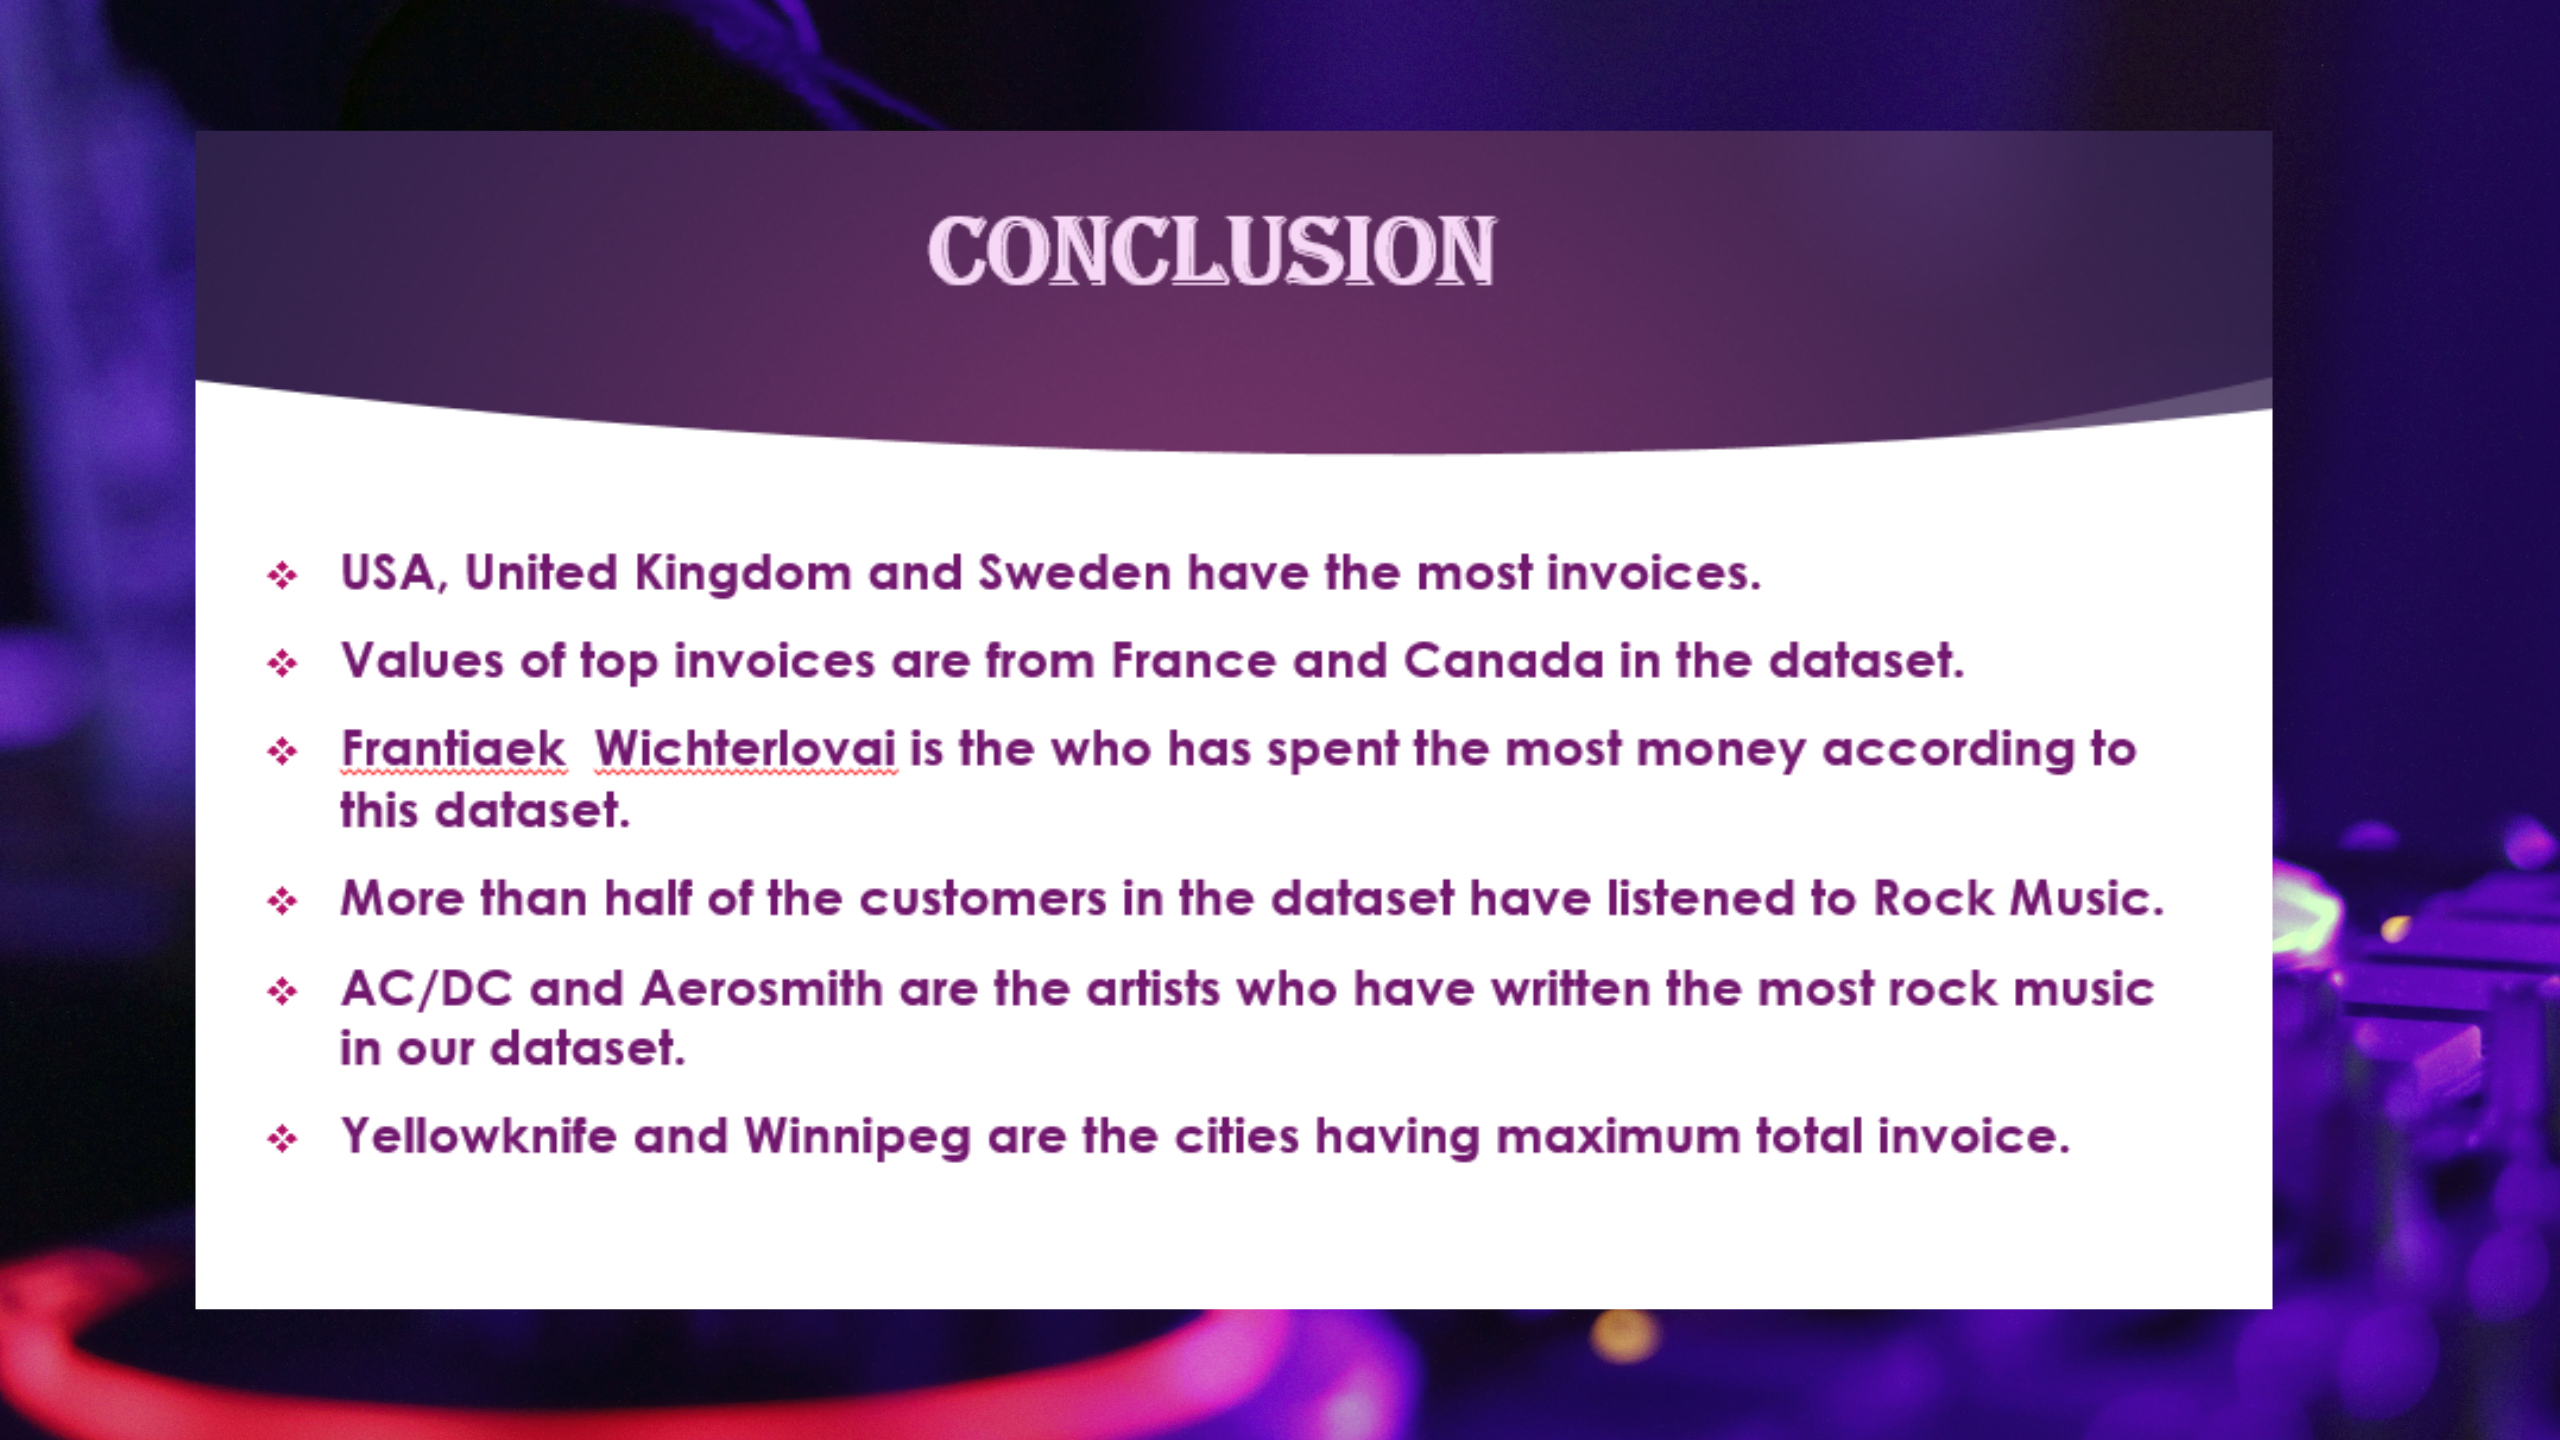 CONCLUSION
❖ USA, United Kingdom and Sweden have the most invoices.
❖ Values of top invoices are from France and Canada in the dataset.
❖ Frantiaek  Wichterlovai is the who has spent the most money according to
this dataset.
❖ More than half of the customers in the dataset have listened to Rock Music.
❖ AC/DC and Aerosmith are the artists who have written the most rock music
in our dataset.
❖ Yellowknife and Winnipeg are the cities having maximum total invoice.